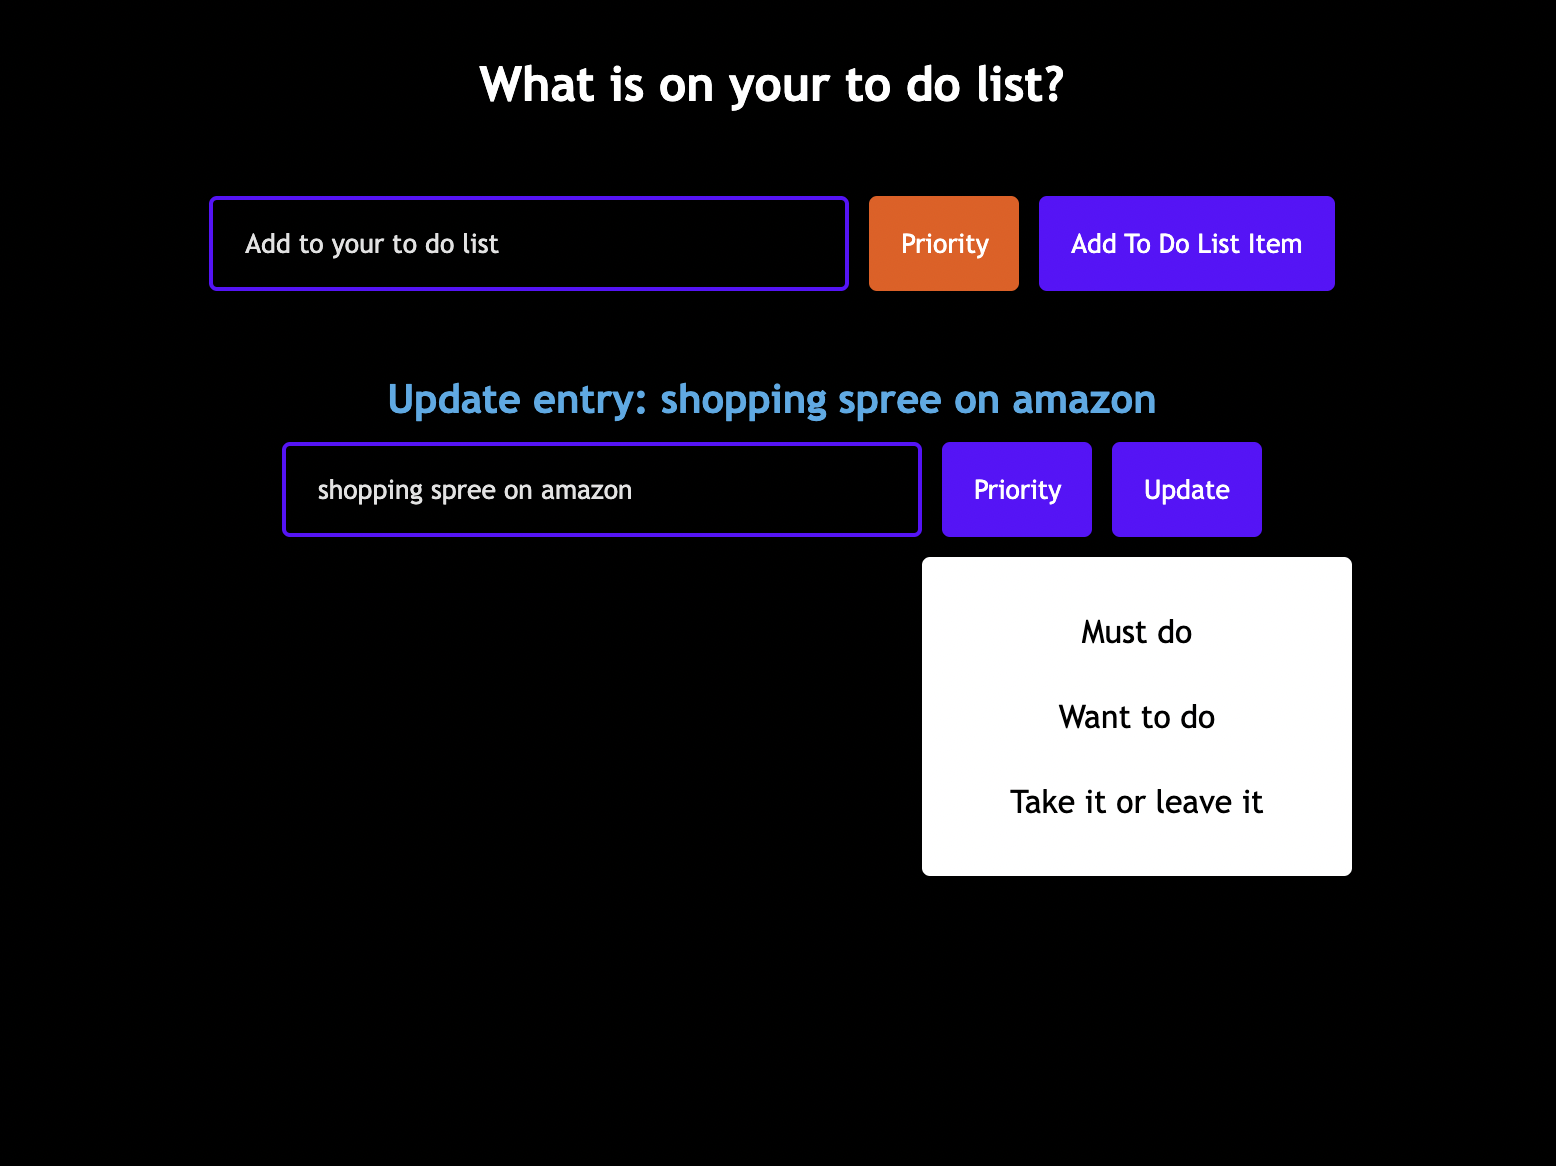 What is on your to do list?
Add to your to do list
Priority
Add To Do List Item
Update entry: shopping spree on amazon
shopping spree on amazon
Priority
Update
Must do
Want to do
Take it or leave it